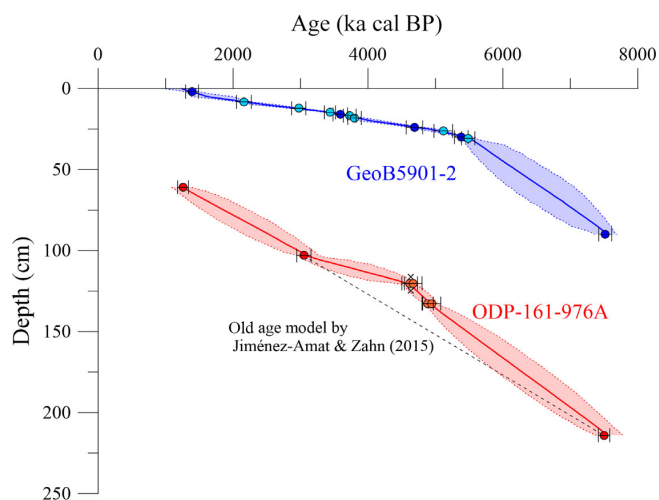 Age (ka cal BP)
0 2000 4000 6000 8000
0
50
100
150
200
250
Depth (cm)
GeoB5901-2
ODP-161-976A
Old age model by
Jiménez-Amat & Zahn (2015)